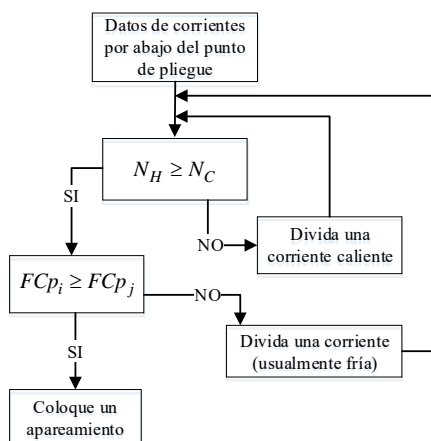 Datos de corrientes
por abajo del punto
de pliegue
N_H ≥ N_C
SI
NO
Divida una
corriente caliente
FCp_i ≥ FCp_j
NO
SI
Divida una corriente
(usualmente fría)
Coloque un
apareamiento